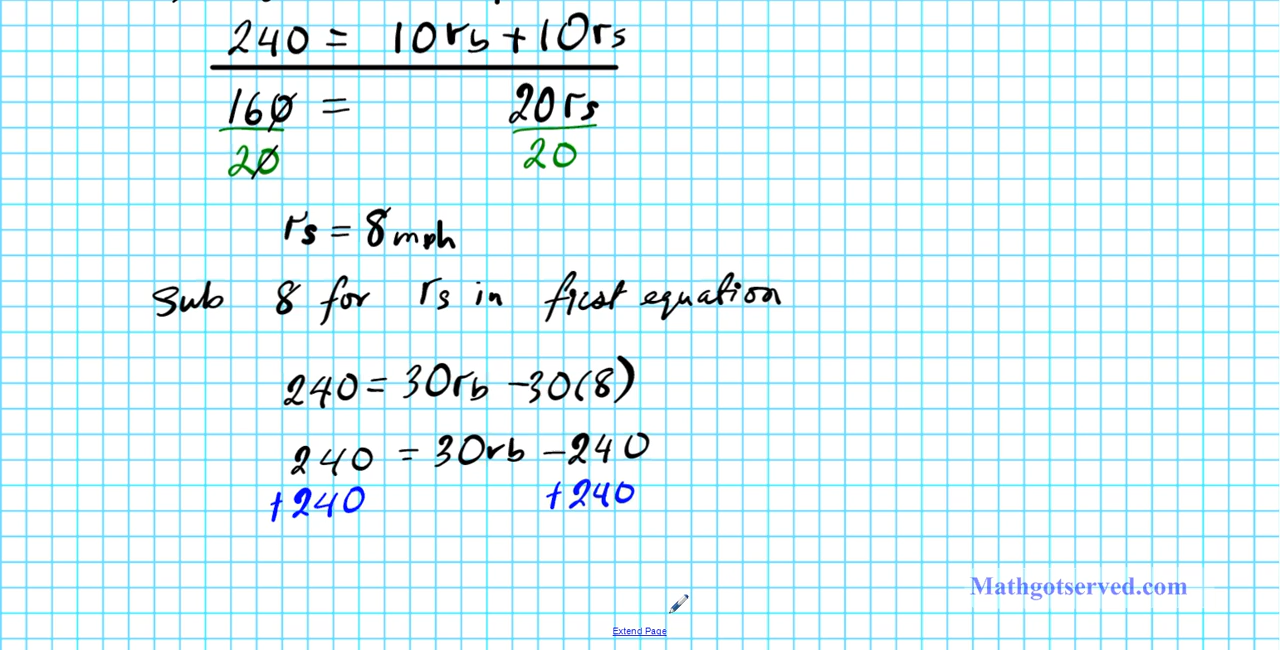 240 = 10rb + 10rs
160 = 20rs
20 20
rs = 8mph
Sub 8 for rs in first equation
240 = 30rb - 30(8)
240 = 30rb - 240
+240 +240
Mathgotserved.com
Extend Page